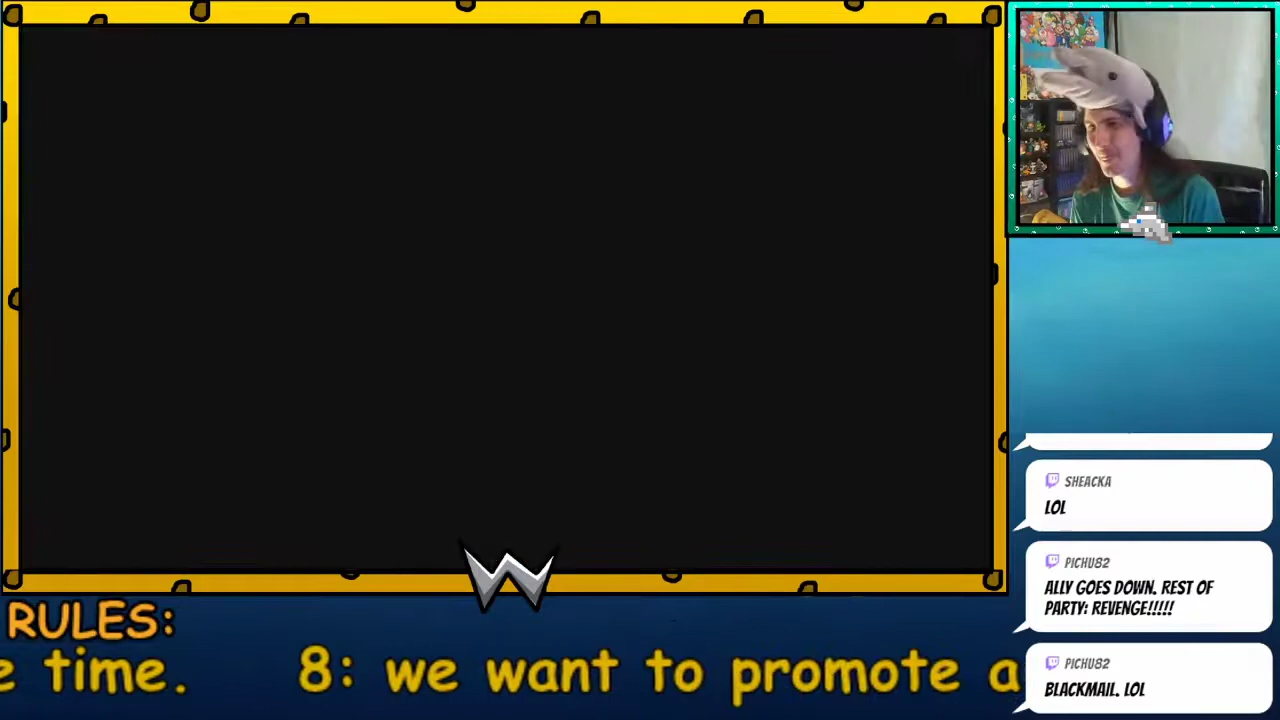 SHEACKA
LOL
PICHU82
ALLY GOES DOWN. REST OF
PARTY: REVENGE!!!!!
PICHU82
BLACKMAIL. LOL
RULES:
e time. 8: we want to promote a